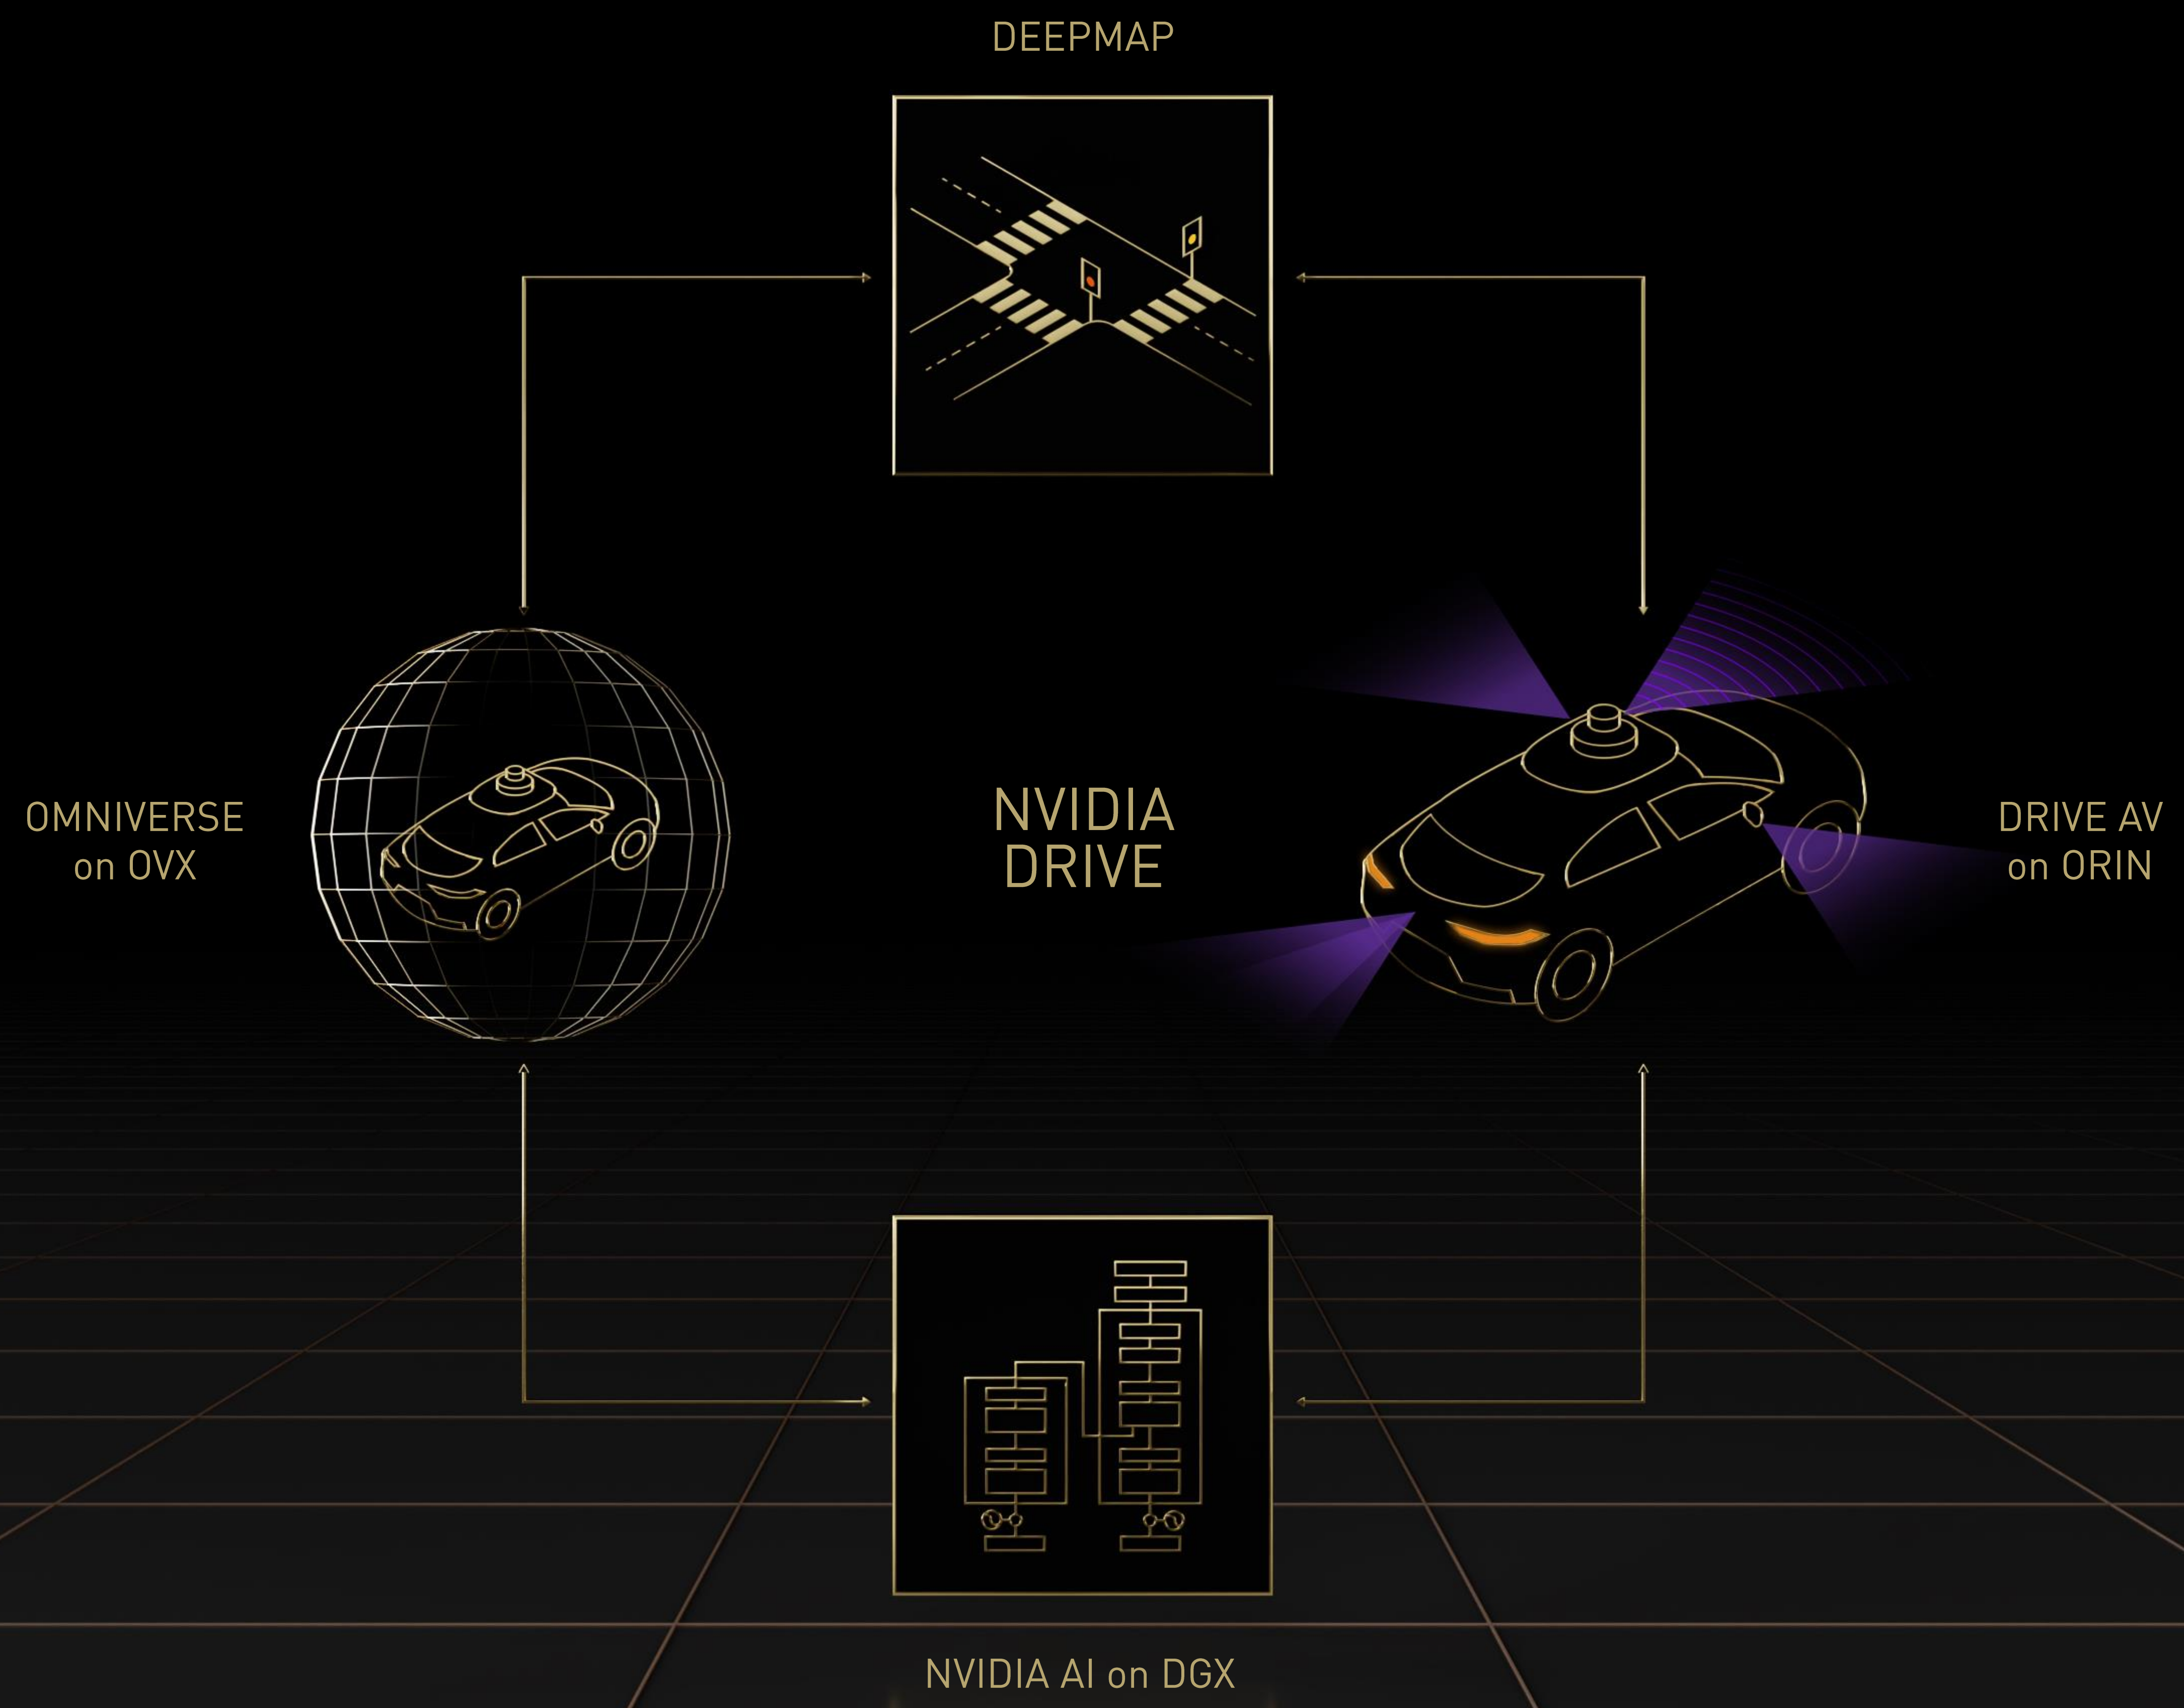 DEEPMAP
OMNIVERSE
on OVX
NVIDIA
DRIVE
DRIVE AV
on ORIN
NVIDIA AI on DGX